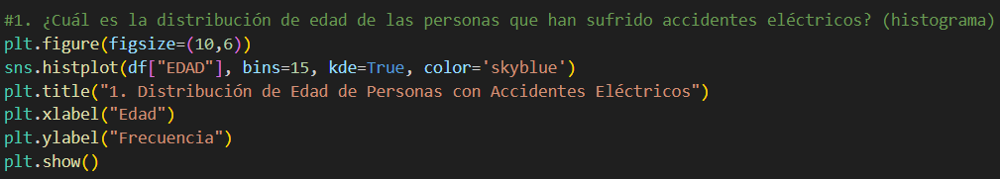 #1. ¿Cuál es la distribución de edad de las personas que han sufrido accidentes eléctricos? (histograma)
plt.figure(figsize=(10,6))
sns.histplot(df["EDAD"], bins=15, kde=True, color='skyblue')
plt.title("1. Distribución de Edad de Personas con Accidentes Eléctricos")
plt.xlabel("Edad")
plt.ylabel("Frecuencia")
plt.show()